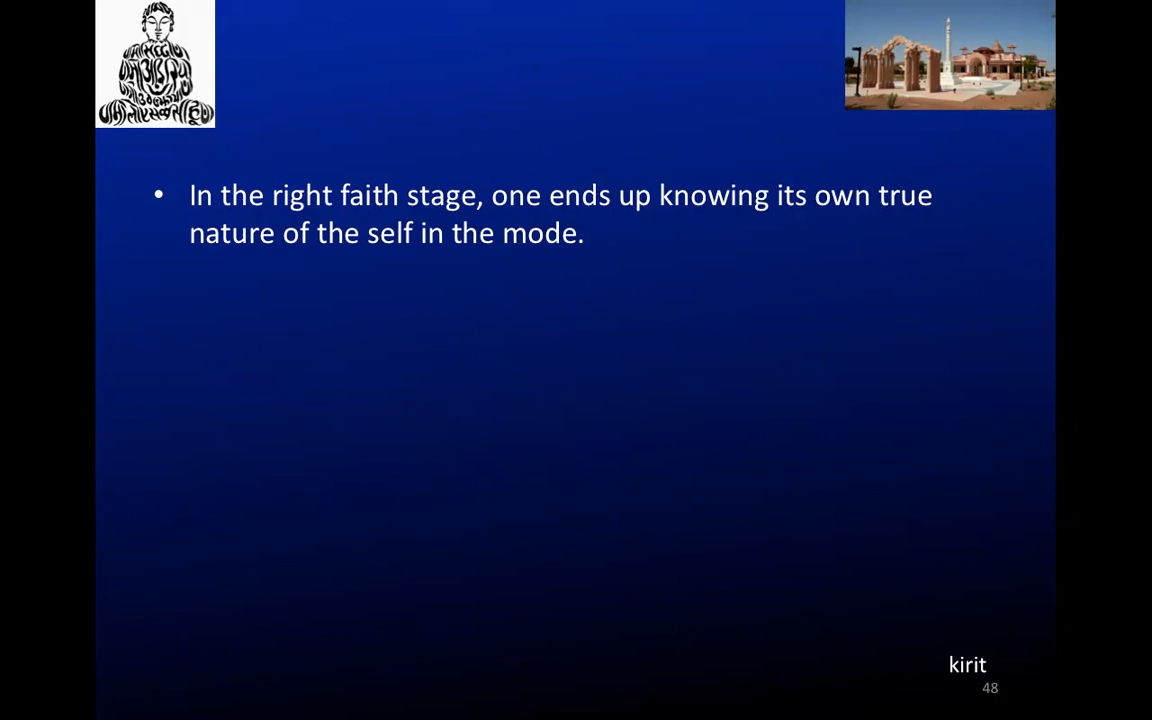 • In the right faith stage, one ends up knowing its own true
nature of the self in the mode.
kirit
48